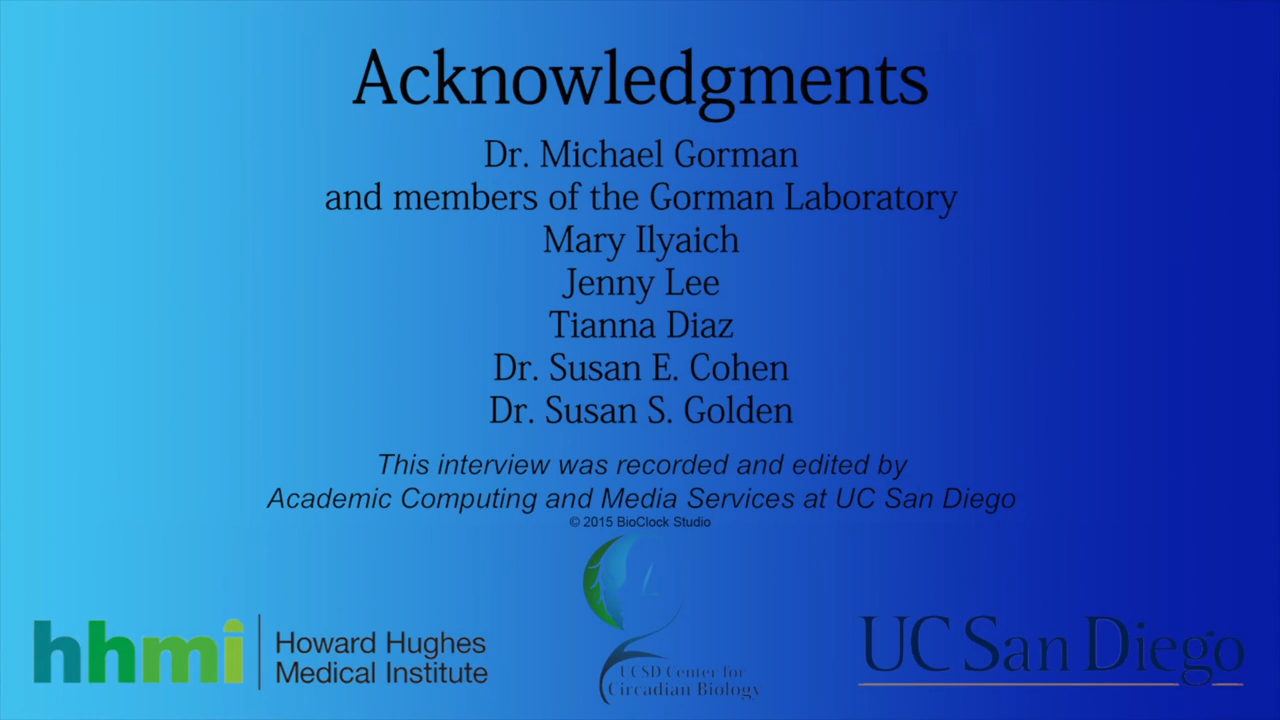 Acknowledgments
Dr. Michael Gorman
and members of the Gorman Laboratory
Mary Ilyaich
Jenny Lee
Tianna Diaz
Dr. Susan E. Cohen
Dr. Susan S. Golden
This interview was recorded and edited by
Academic Computing and Media Services at UC San Diego
© 2015 BioClock Studio
hhmi
Howard Hughes
Medical Institute
UCSD Center for
Circadian Biology
UC San Diego